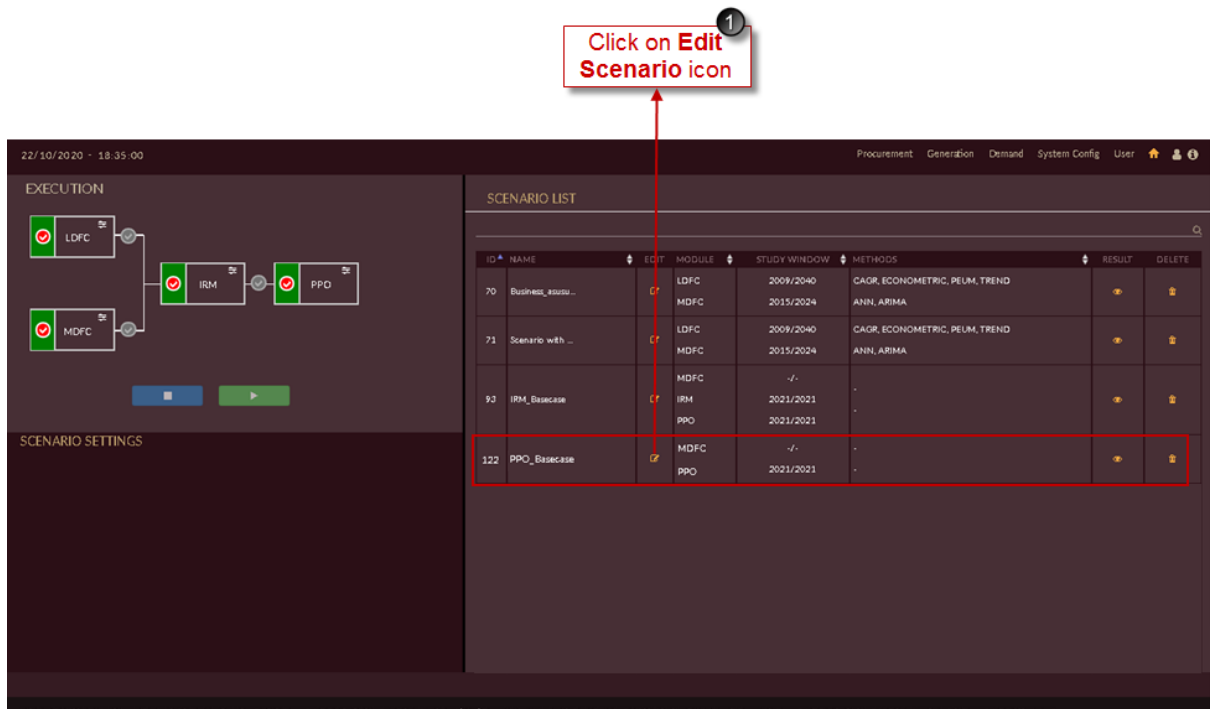 1
Click on Edit
Scenario icon
22/10/2020 - 18:35:00
Procurement Generation Demand System Config User
EXECUTION
LDFC
IRM
PPO
MDFC
SCENARIO SETTINGS
SCENARIO LIST
ID NAME EDIT MODULE STUDY WINDOW METHODS RESULT DELETE
70 Business_asusu... LDFC 2009/2040 CAGR, ECONOMETRIC, PEUM, TREND
MDFC 2015/2024 ANN, ARIMA
71 Scenario with ... LDFC 2009/2040 CAGR, ECONOMETRIC, PEUM, TREND
MDFC 2015/2024 ANN, ARIMA
MDFC -/- -
93 IRM_Basecase IRM 2021/2021
PPO 2021/2021 -
122 PPO_Basecase MDFC -/- -
PPO 2021/2021 -